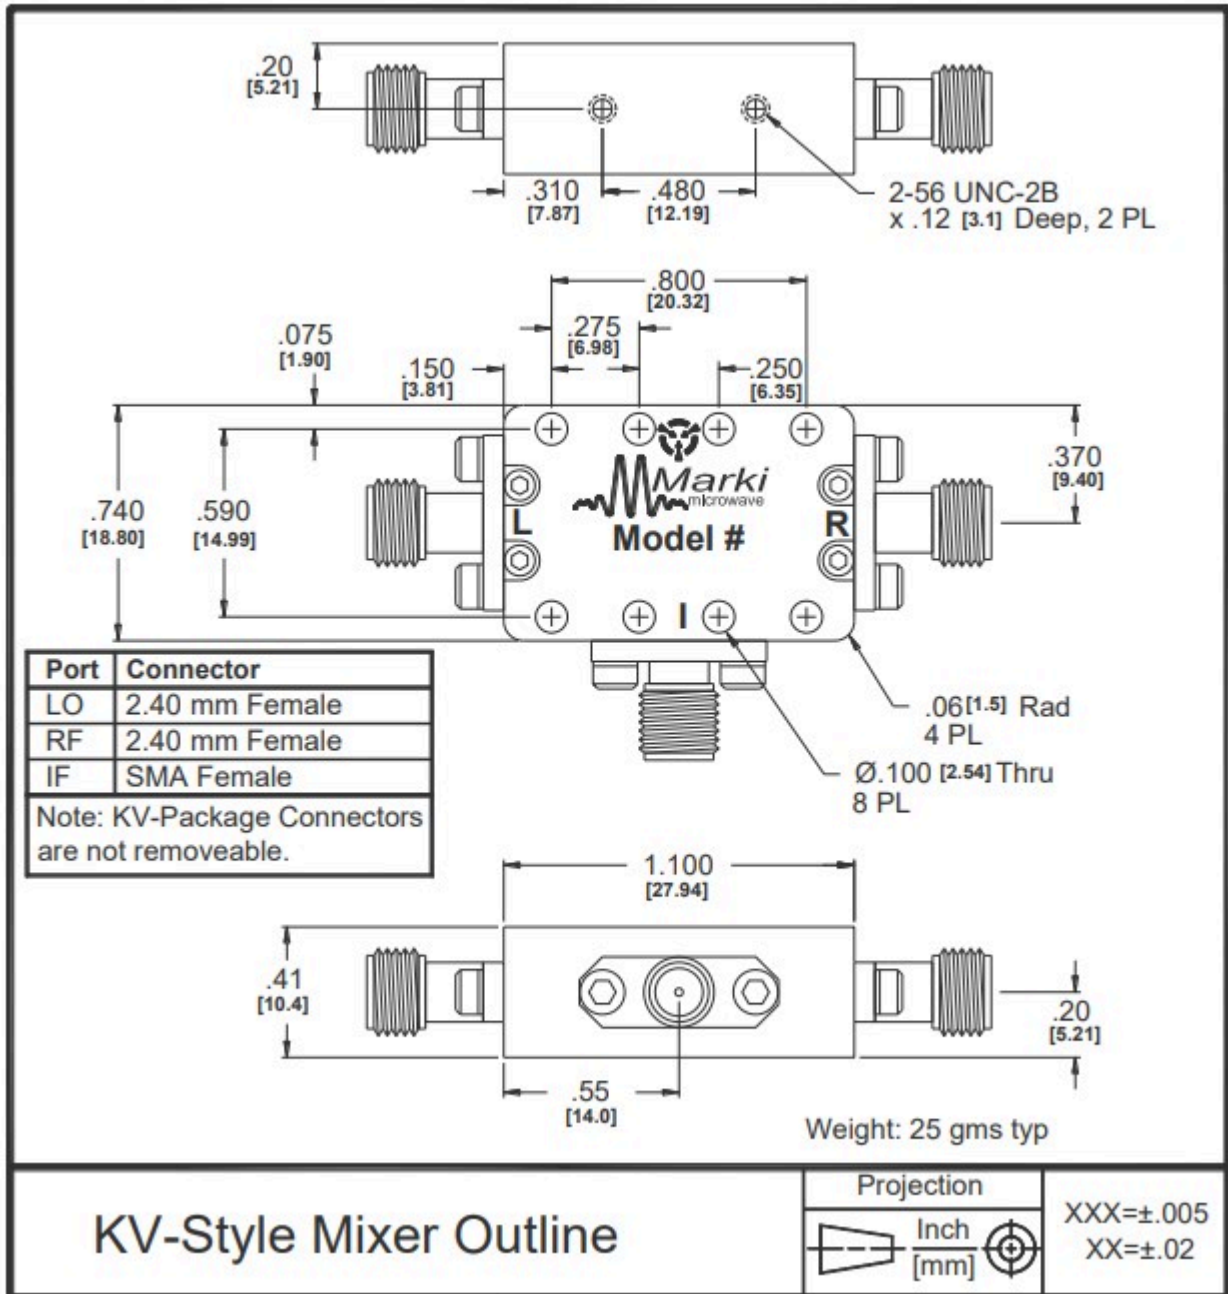 .20
[5.21]
.310
[7.87]
.480
[12.19]
2-56 UNC-2B
x .12 [3.1] Deep, 2 PL
.800
[20.32]
.275
[6.98]
.075
[1.90]
.150
[3.81]
.250
[6.35]
.370
[9.40]
.740
[18.80]
.590
[14.99]
Marki
microwave
L
R
Model #
I
Port Connector
LO 2.40 mm Female
RF 2.40 mm Female
IF SMA Female
Note: KV-Package Connectors
are not removeable.
.06[1.5] Rad
4 PL
Ø.100 [2.54] Thru
8 PL
1.100
[27.94]
.41
[10.4]
.20
[5.21]
.55
[14.0]
Weight: 25 gms typ
KV-Style Mixer Outline
Projection
Inch
[mm]
XXX=±.005
XX=±.02